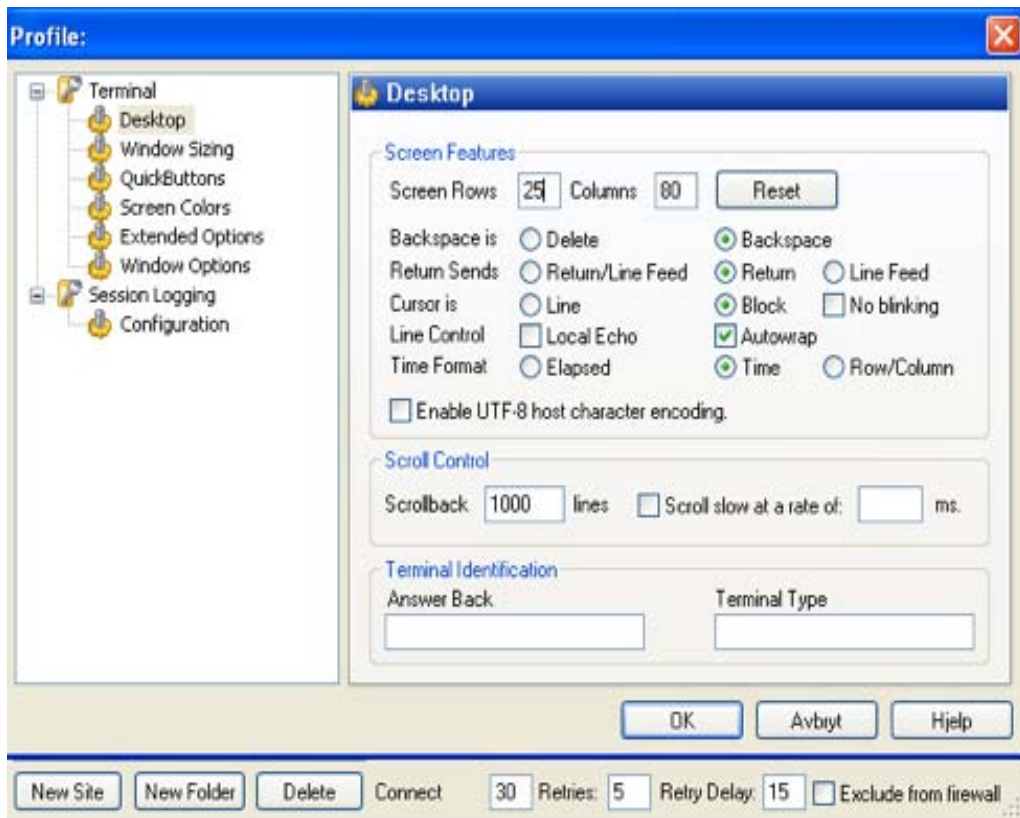 Profile:
Terminal
Desktop
Window Sizing
QuickButtons
Screen Colors
Extended Options
Window Options
Session Logging
Configuration
Desktop
Screen Features
Screen Rows 25 Columns 80 Reset
Backspace is Delete Backspace
Return Sends Return/Line Feed Return Line Feed
Cursor is Line Block No blinking
Line Control Local Echo Autowrap
Time Format Elapsed Time Row/Column
Enable UTF-8 host character encoding.
Scroll Control
Scrollback 1000 lines Scroll slow at a rate of: ms.
Terminal Identification
Answer Back Terminal Type
OK Avbryt Hjelp
New Site New Folder Delete Connect 30 Retries: 5 Retry Delay: 15 Exclude from firewall